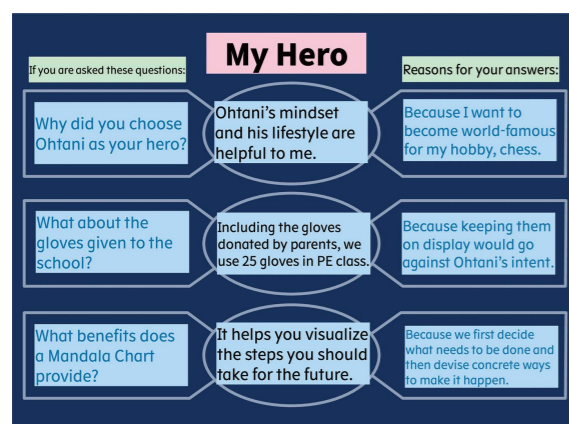 My Hero
If you are asked these questions:
Reasons for your answers:
Why did you choose
Ohtani as your hero?
Ohtani's mindset
and his lifestyle are
helpful to me.
Because I want to
become world-famous
for my hobby, chess.
What about the
gloves given to the
school?
Including the gloves
donated by parents, we
use 25 gloves in PE class.
Because keeping them
on display would go
against Ohtani's intent.
What benefits does
a Mandala Chart
provide?
It helps you visualize
the steps you should
take for the future.
Because we first decide
what needs to be done and
then devise concrete ways
to make it happen.